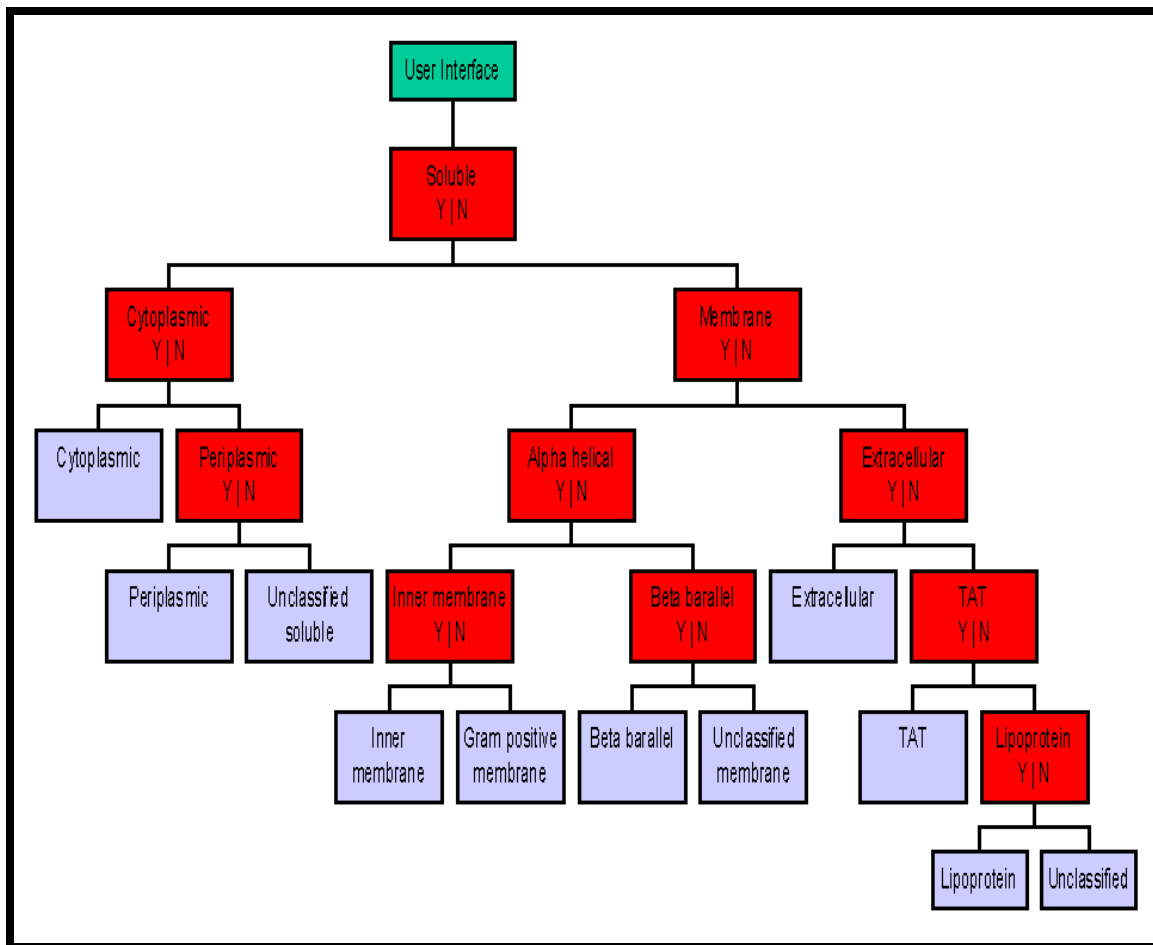 User Interface
Soluble
Y | N
Cytoplasmic
Y | N
Membrane
Y | N
Cytoplasmic
Periplasmic
Y | N
Alpha helical
Y | N
Extracellular
Y | N
Periplasmic
Unclassified
soluble
Inner membrane
Y | N
Beta barallel
Y | N
Extracellular
TAT
Y | N
Inner
membrane
Gram positive
membrane
Beta barallel
Unclassified
membrane
TAT
Lipoprotein
Y | N
Lipoprotein
Unclassified